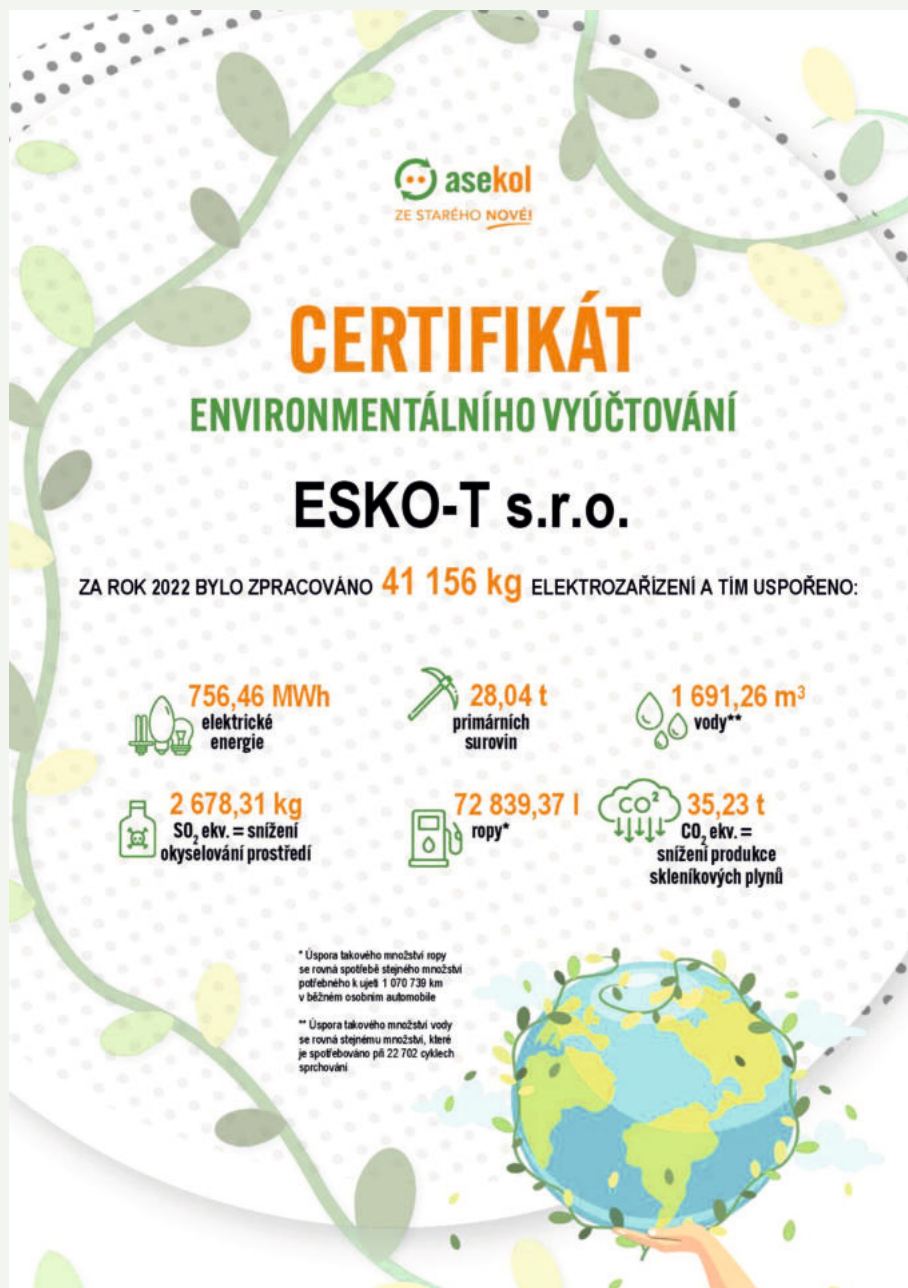 asekol
ZE STARÉHO NOVÉ!
CERTIFIKÁT
ENVIRONMENTÁLNÍHO VYÚČTOVÁNÍ
ESKO-T s.r.o.
ZA ROK 2022 BYLO ZPRACOVÁNO 41 156 kg ELEKTROZAŘÍZENÍ A TÍM USPOŘENO:
756,46 MWh
elektrické
energie
28,04 t
primárních
surovin
1 691,26 m³
vody**
2 678,31 kg
SO₂ ekv. = snížení
okyselování prostředí
72 839,37 l
ropy*
CO²
35,23 t
CO₂ ekv. =
snížení produkce
skleníkových plynů
* Úspora takového množství ropy
se rovná spotřebě stejného množství
potřebného k ujetí 1 070 739 km
v běžném osobním automobile
** Úspora takového množství vody
se rovná stejnému množství, které
je spotřebováno při 22 702 cyklech
sprchování